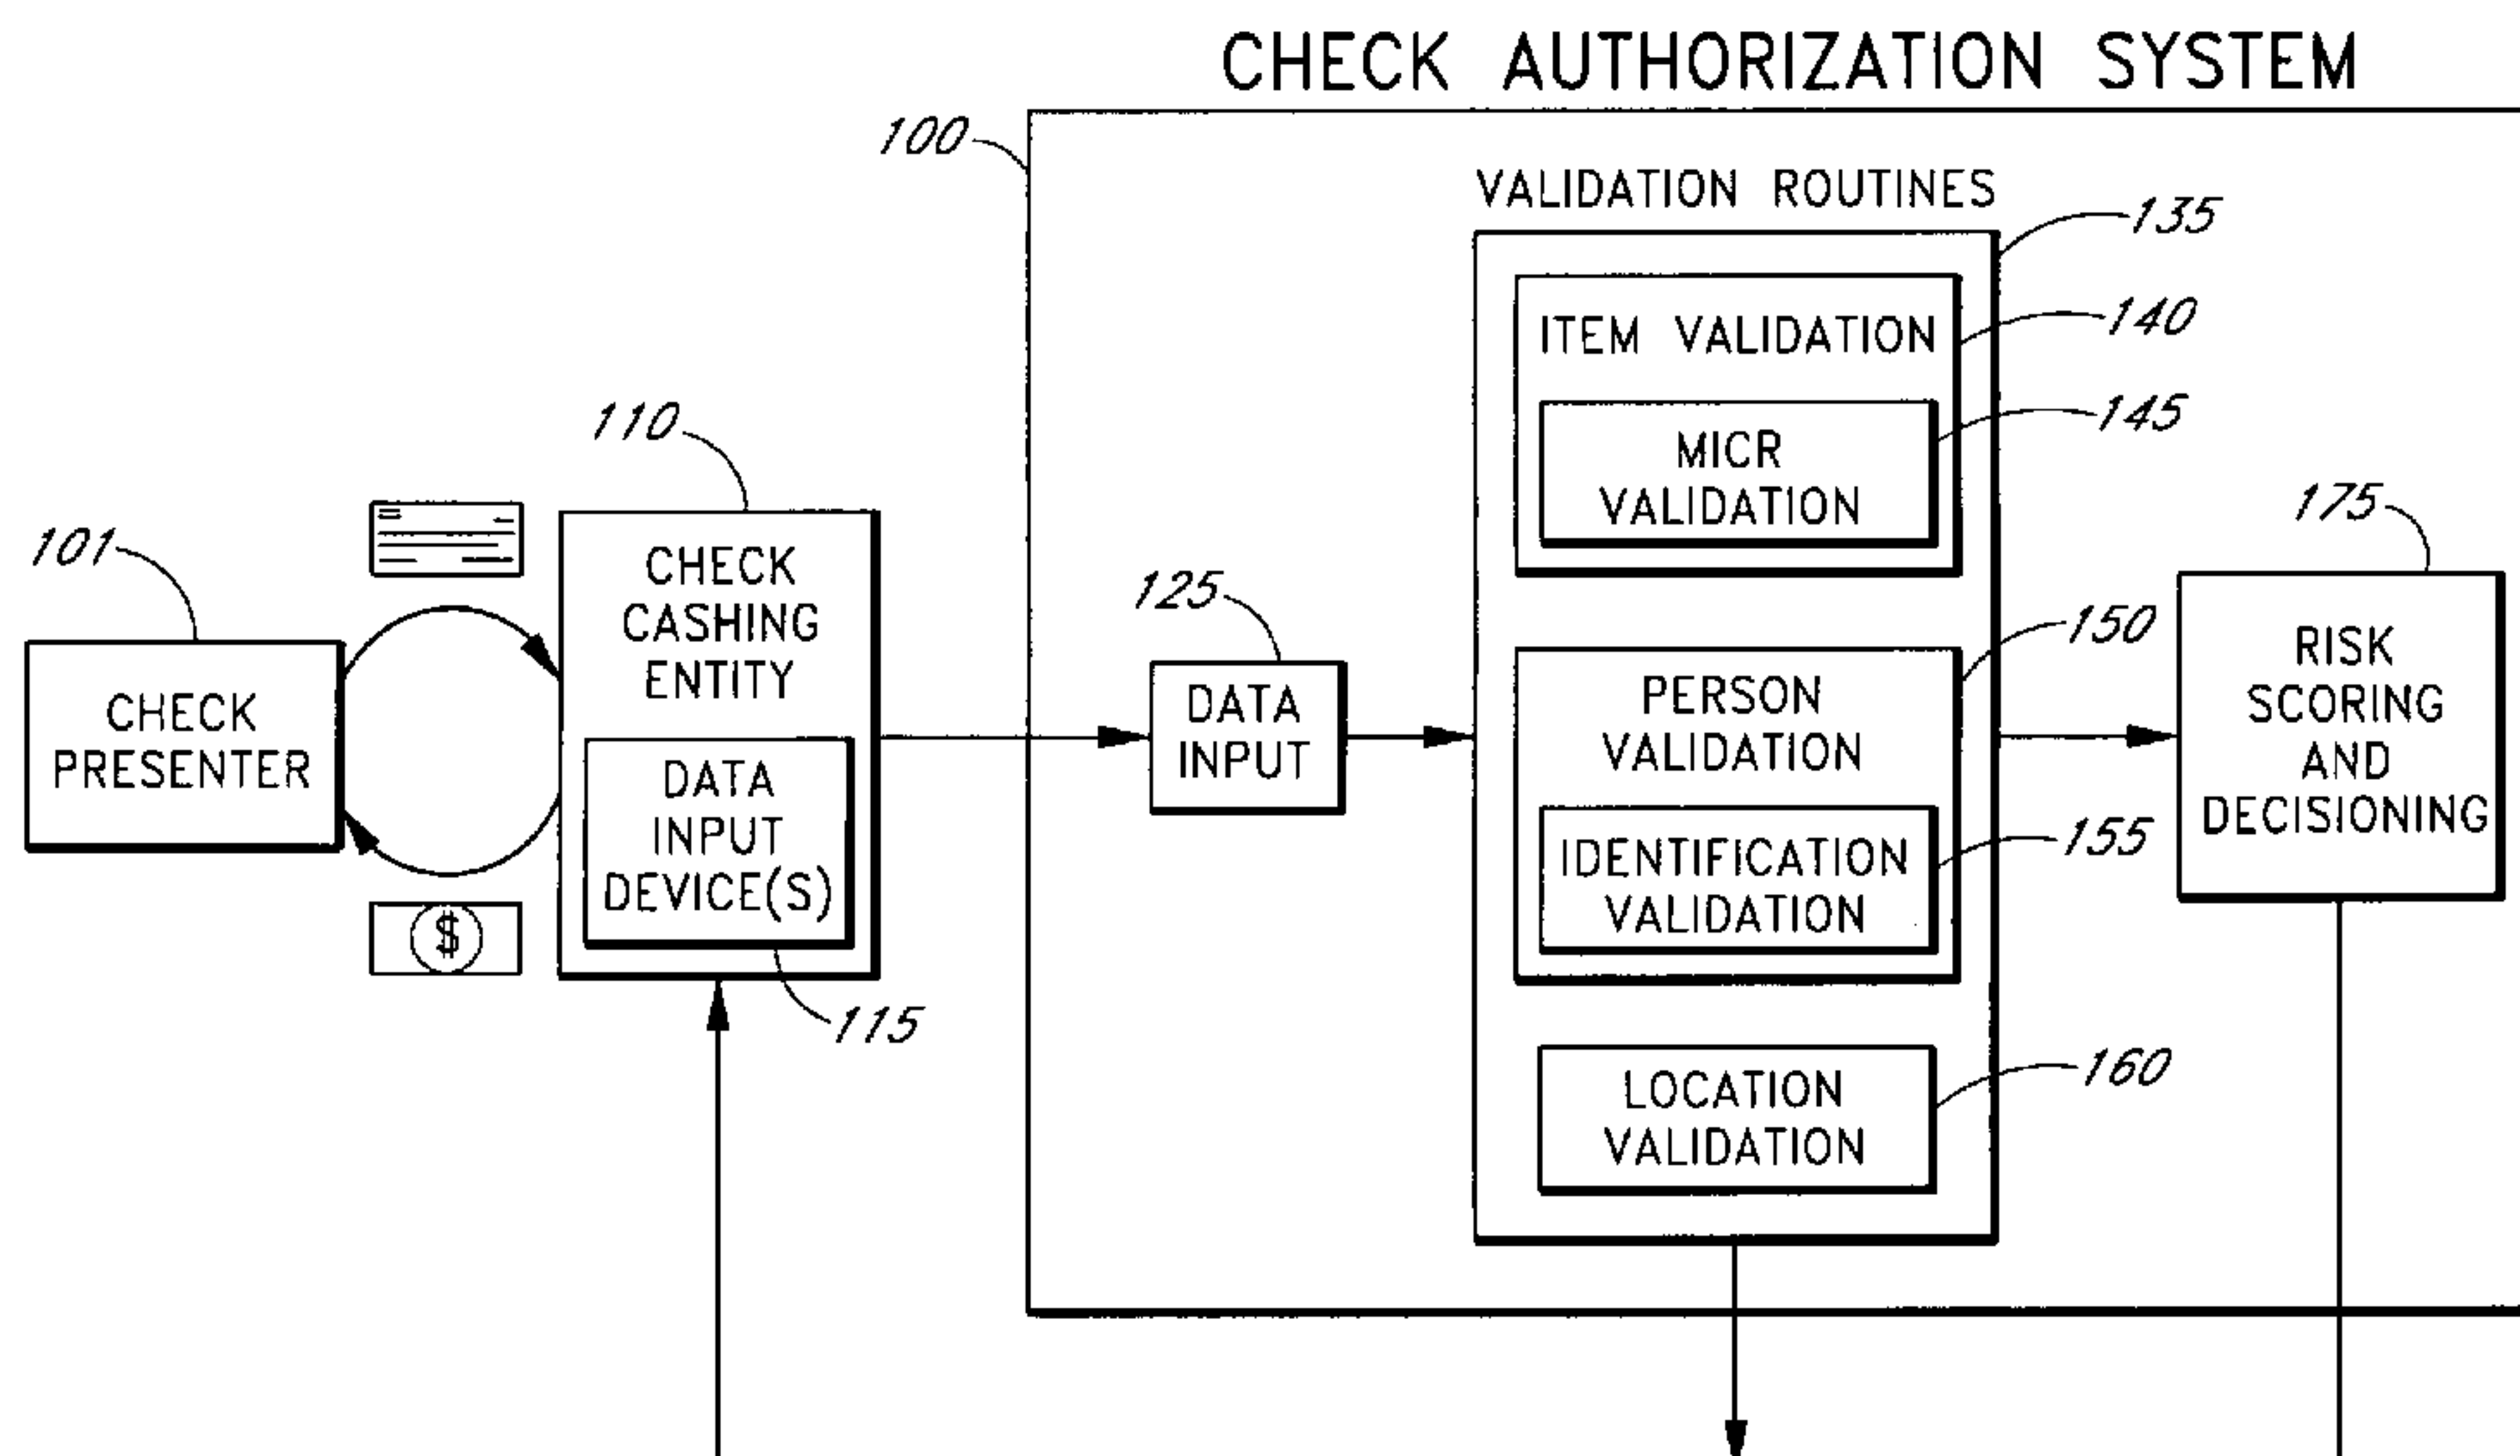 CHECK AUTHORIZATION SYSTEM
100
VALIDATION ROUTINES
135
ITEM VALIDATION
140
MICR
VALIDATION
145
PERSON
VALIDATION
150
IDENTIFICATION
VALIDATION
155
LOCATION
VALIDATION
160
101
CHECK
PRESENTER
$
110
CHECK
CASHING
ENTITY
DATA
INPUT
DEVICE(S)
115
125
DATA
INPUT
175
RISK
SCORING
AND
DECISIONING